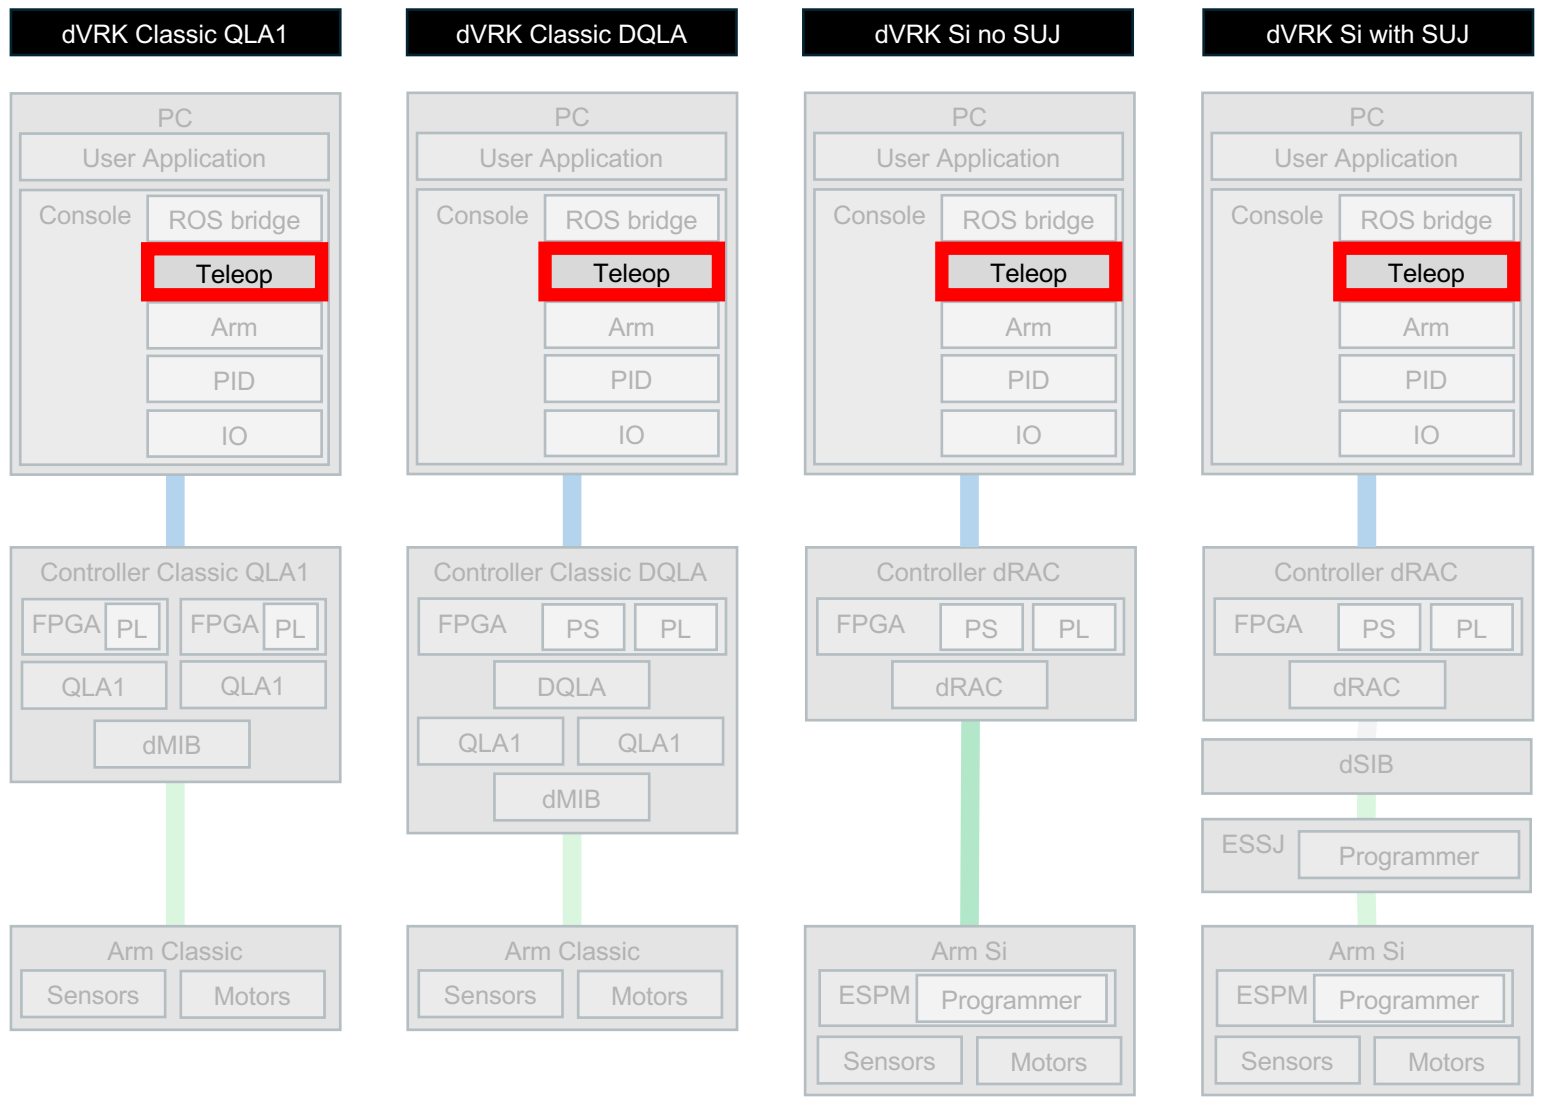 dVRK Classic QLA1
PC
User Application
Console
ROS bridge
Teleop
Arm
PID
IO
Controller Classic QLA1
FPGA
PL
FPGA
PL
QLA1
QLA1
dMIB
Arm Classic
Sensors
Motors
dVRK Classic DQLA
PC
User Application
Console
ROS bridge
Teleop
Arm
PID
IO
Controller Classic DQLA
FPGA
PS
PL
DQLA
QLA1
QLA1
dMIB
Arm Classic
Sensors
Motors
dVRK Si no SUJ
PC
User Application
Console
ROS bridge
Teleop
Arm
PID
IO
Controller dRAC
FPGA
PS
PL
dRAC
Arm Si
ESPM
Programmer
Sensors
Motors
dVRK Si with SUJ
PC
User Application
Console
ROS bridge
Teleop
Arm
PID
IO
Controller dRAC
FPGA
PS
PL
dRAC
dSIB
ESSJ
Programmer
Arm Si
ESPM
Programmer
Sensors
Motors